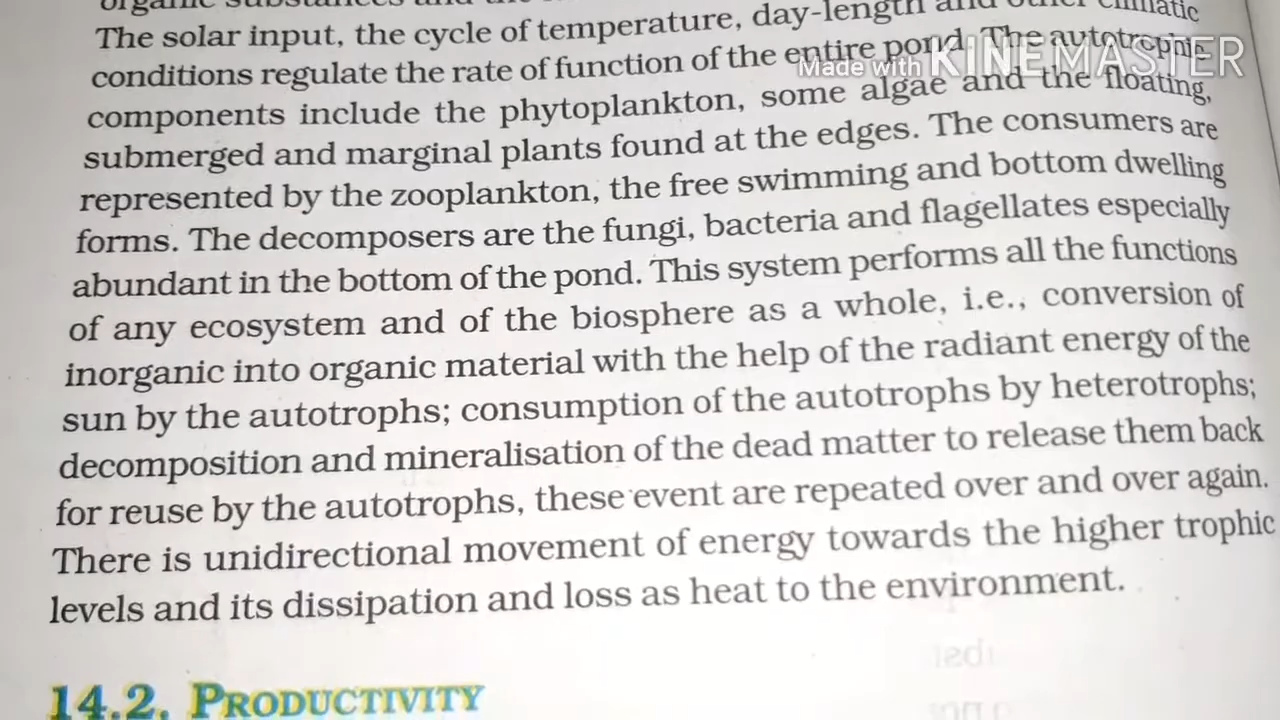 organic substances and the
The solar input, the cycle of temperature, day-length and other climatic
conditions regulate the rate of function of the entire pond. The autotrophic
components include the phytoplankton, some algae and the floating,
submerged and marginal plants found at the edges. The consumers are
represented by the zooplankton, the free swimming and bottom dwelling
forms. The decomposers are the fungi, bacteria and flagellates especially
abundant in the bottom of the pond. This system performs all the functions
of any ecosystem and of the biosphere as a whole, i.e., conversion of
inorganic into organic material with the help of the radiant energy of the
sun by the autotrophs; consumption of the autotrophs by heterotrophs;
decomposition and mineralisation of the dead matter to release them back
for reuse by the autotrophs, these event are repeated over and over again.
There is unidirectional movement of energy towards the higher trophic
levels and its dissipation and loss as heat to the environment.
14.2. PRODUCTIVITY
Made with KINEMASTER